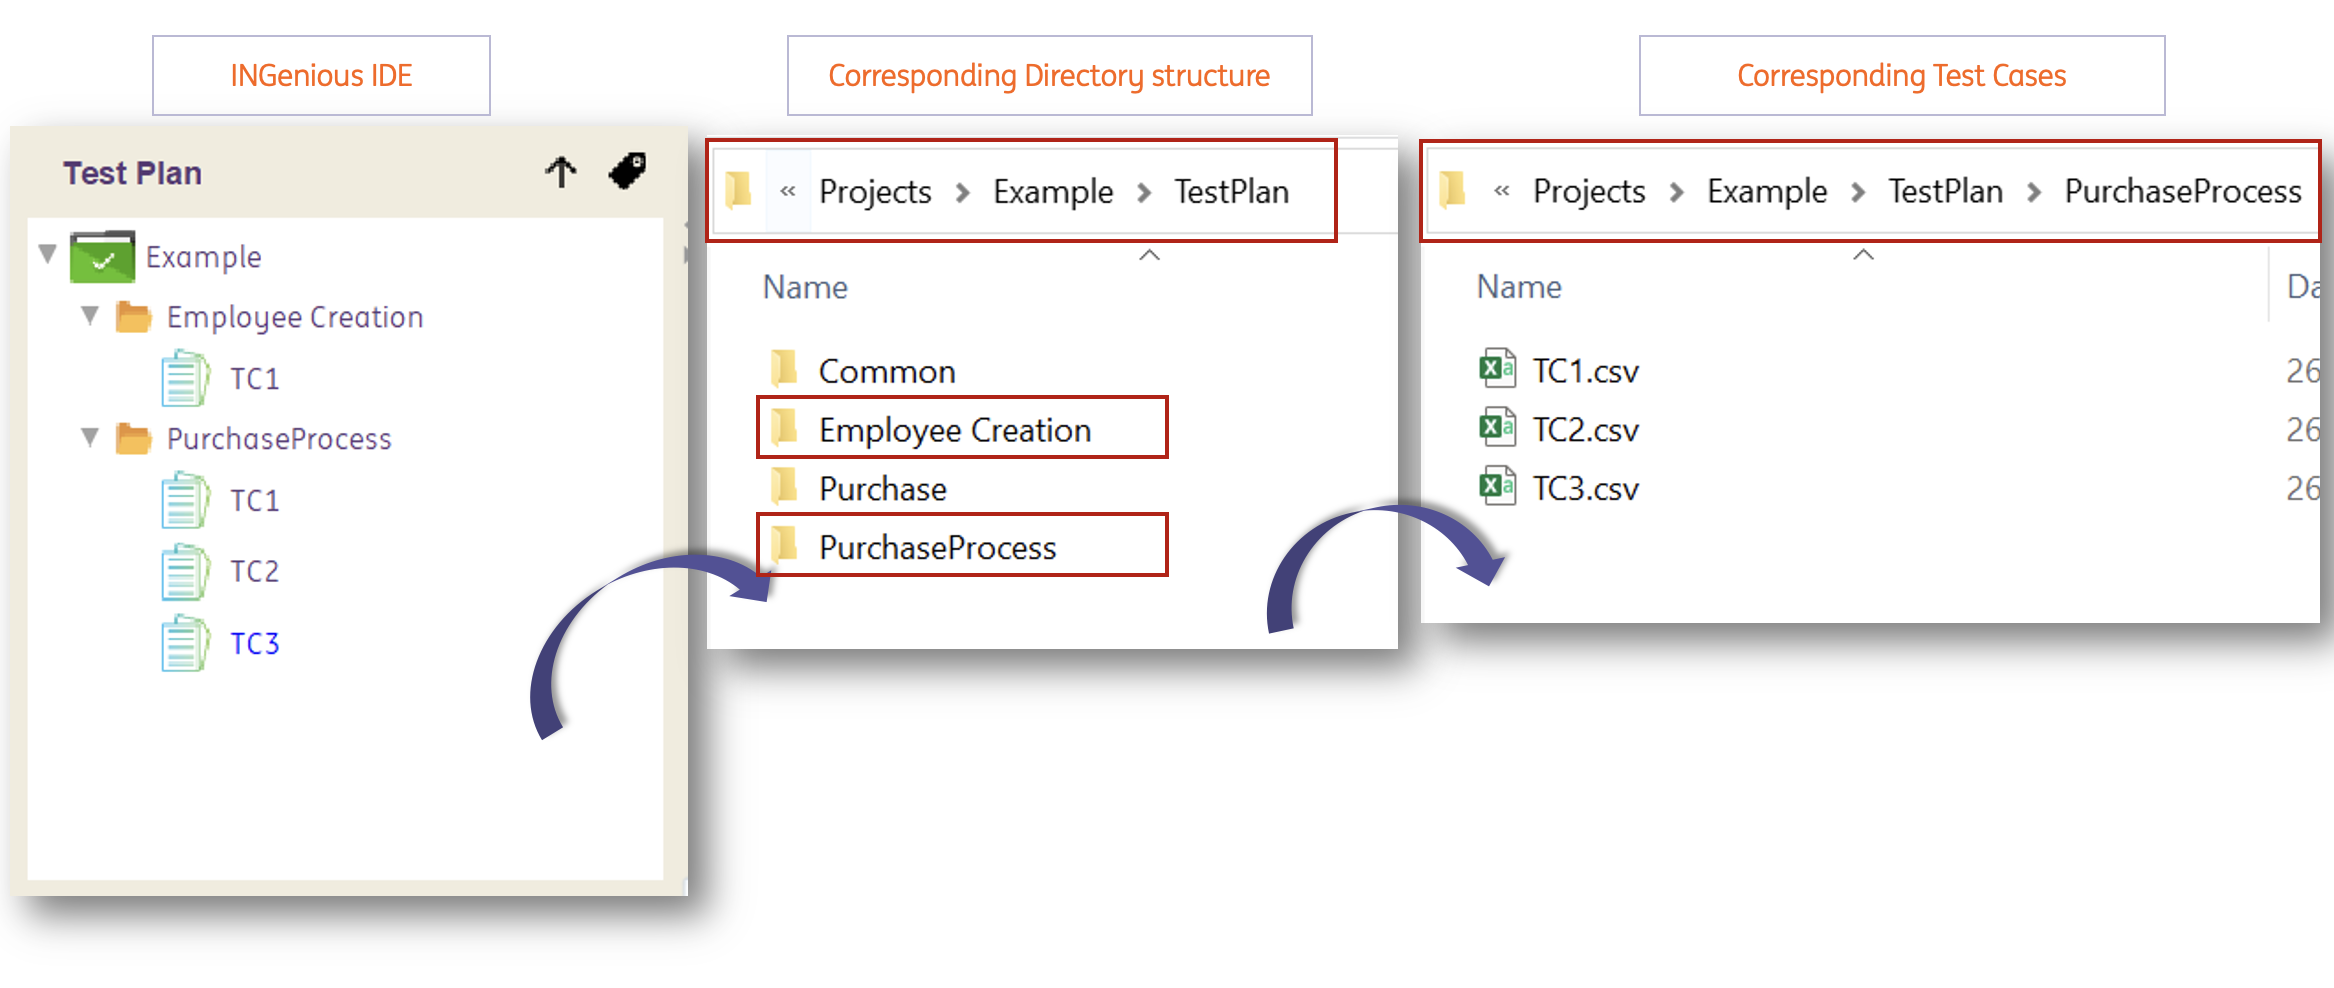 INGenious IDE
Corresponding Directory structure
Corresponding Test Cases
Test Plan
Example
Employee Creation
TC1
PurchaseProcess
TC1
TC2
TC3
« Projects > Example > TestPlan
Name
Common
Employee Creation
Purchase
PurchaseProcess
« Projects > Example > TestPlan > PurchaseProcess
Name Da
TC1.csv 26
TC2.csv 26
TC3.csv 26